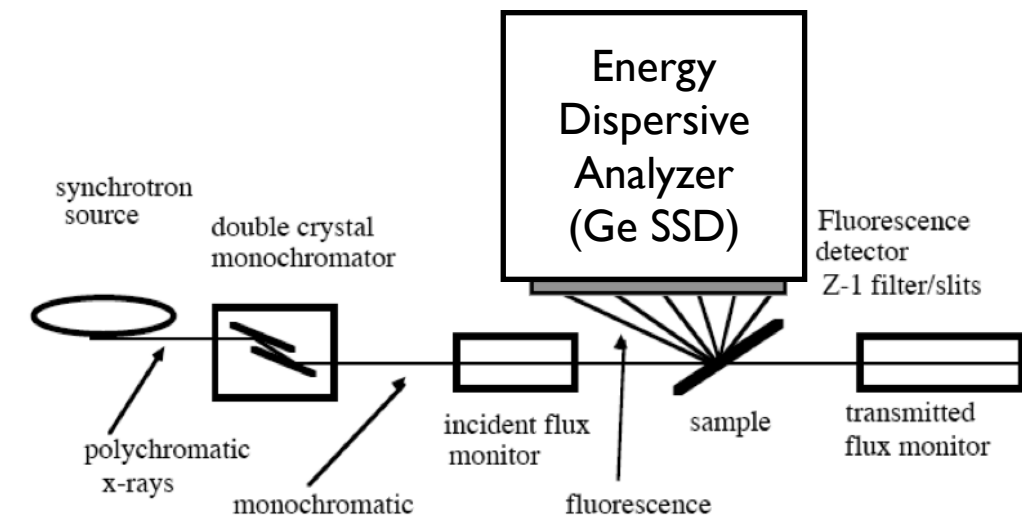 Energy
Dispersive
Analyzer
(Ge SSD)
synchrotron
source
double crystal
monochromator
Fluorescence
detector
Z-1 filter/slits
polychromatic
x-rays
monochromatic
incident flux
monitor
fluorescence
sample
transmitted
flux monitor